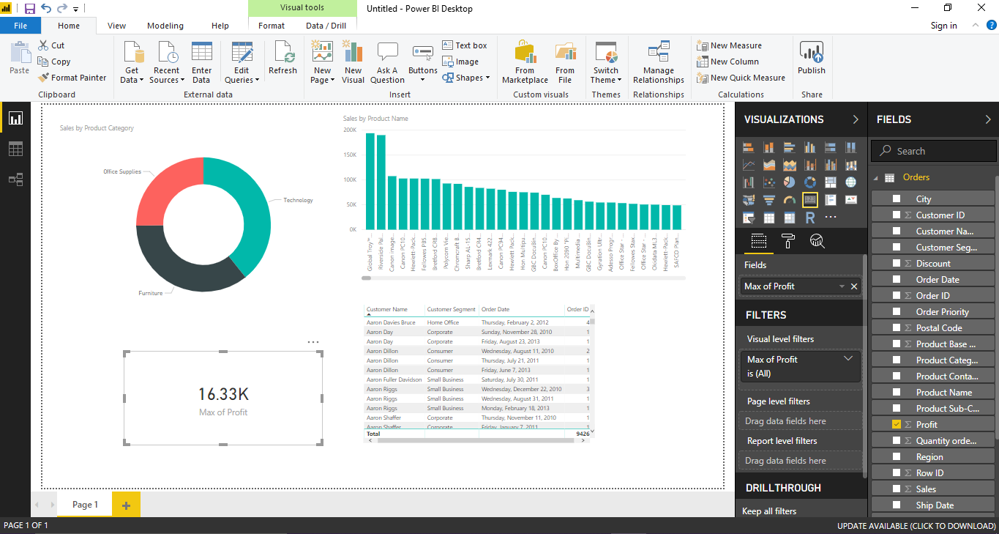 Visual tools
Untitled - Power BI Desktop
File
Home
View
Modeling
Help
Format
Data / Drill
Sign in
Paste
Cut
Copy
Format Painter
Clipboard
Get Data
Recent Sources
Enter Data
Edit Queries
Refresh
External data
New Page
New Visual
Ask A Question
Buttons
Text box
Image
Shapes
Insert
From Marketplace
From File
Custom visuals
Switch Theme
Themes
Manage Relationships
Relationships
New Measure
New Column
New Quick Measure
Calculations
Publish
Share
Sales by Product Category
Office Supplies
Technology
Furniture
Sales by Product Name
200K
150K
100K
50K
0K
Global Troy™...
Riverside Pal...
Canon image...
Canon PC10...
Hewlett-Pack...
Fellowes PB5...
Bretford CR8...
Polycom Vie...
Chromcraft B...
Sharp AL-15...
Bretford CR4...
Lexmark 422...
Canon PC94...
Hewlett Pack...
Hon Multipu...
GBC DocuBin...
Canon PC10...
BoxOffice By ...
Hon 2090 "Pi...
Multimedia ...
GBC DocuBin...
Gyration Ultr...
Adesso Progr...
Office Star - ...
Fellowes Stax...
Office Star - ...
Okidata ML3...
Hewlett-Pack...
SAFCO Plan...
Customer Name Customer Segment Order Date Order ID
Aaron Davies Bruce Home Office Thursday, February 2, 2012 4
Aaron Day Corporate Sunday, November 28, 2010 1
Aaron Day Corporate Friday, August 23, 2013 1
Aaron Dillon Consumer Wednesday, August 11, 2010 2
Aaron Dillon Consumer Thursday, July 21, 2011 1
Aaron Dillon Consumer Friday, June 7, 2013 1
Aaron Fuller Davidson Small Business Saturday, July 30, 2011 1
Aaron Riggs Small Business Wednesday, December 22, 2010 3
Aaron Riggs Small Business Wednesday, August 31, 2011 1
Aaron Riggs Small Business Monday, February 18, 2013 1
Aaron Shaffer Corporate Thursday, November 11, 2010 1
Aaron Shaffer Corporate Friday, January 7, 2011 1
Total 9426
16.33K
Max of Profit
VISUALIZATIONS
R
Fields
Max of Profit
FILTERS
Visual level filters
Max of Profit
is (All)
Page level filters
Drag data fields here
Report level filters
Drag data fields here
DRILLTHROUGH
Keep all filters
FIELDS
Search
Orders
City
Customer ID
Customer Na...
Customer Seg...
Discount
Order Date
Order ID
Order Priority
Postal Code
Product Base ...
Product Categ...
Product Conta...
Product Name
Product Sub-C...
Profit
Quantity orde...
Region
Row ID
Sales
Ship Date
Page 1
PAGE 1 OF 1
UPDATE AVAILABLE (CLICK TO DOWNLOAD)